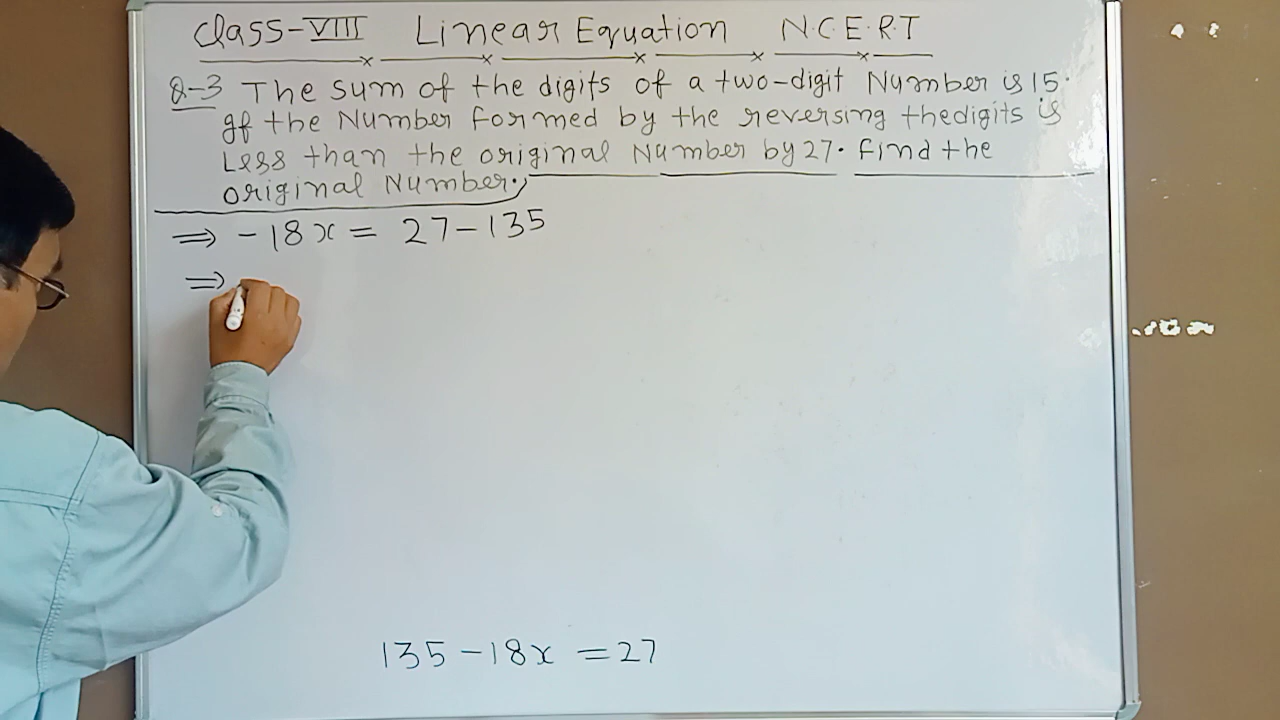 Class-VIII Linear Equation N.C.E.R.T
Q-3 The sum of the digits of a two-digit Number is 15.
If the Number formed by the reversing thedigits is
Less than the original Number by 27. Find the
original Number.
⇒ -18x = 27-135
⇒
135-18x = 27